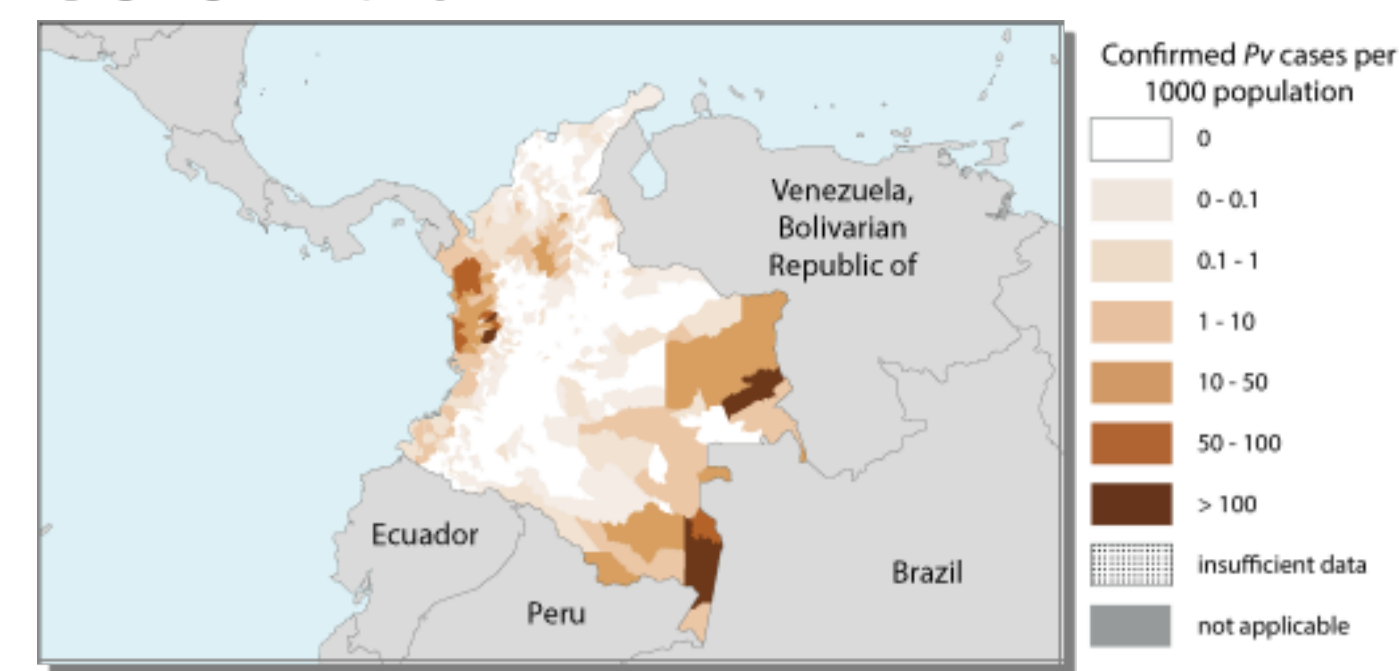 Confirmed Pv cases per
1000 population
0
0 - 0.1
0.1 - 1
1 - 10
10 - 50
50 - 100
> 100
insufficient data
not applicable
Venezuela,
Bolivarian
Republic of
Ecuador
Peru
Brazil